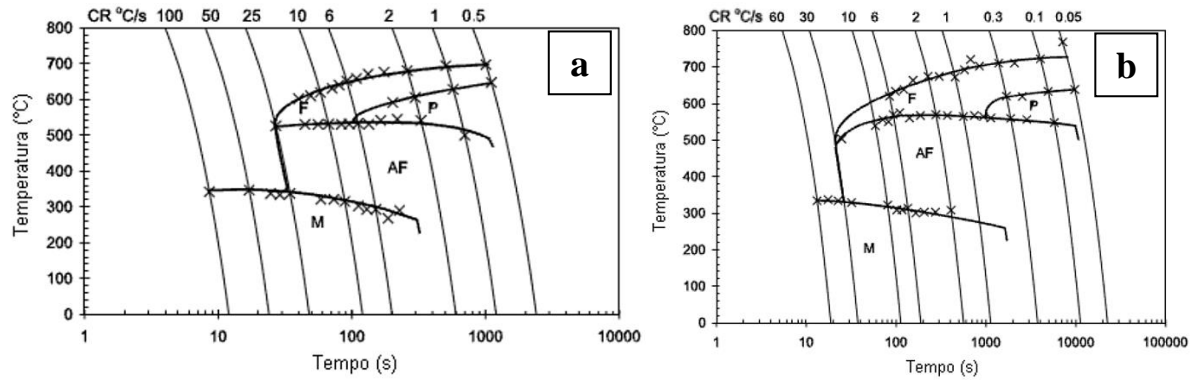 CR °C/s 100 50 25 10 6 2 1 0.5
800
700
600
500
400
300
200
100
0
Temperatura (°C)
F
P
AF
M
a
1 10 100 1000 10000
Tempo (s)
CR °C/s 60 30 10 6 2 1 0.3 0.1 0.05
800
700
600
500
400
300
200
100
0
Temperatura (°C)
F
P
AF
M
b
1 10 100 1000 10000 100000
Tempo (s)